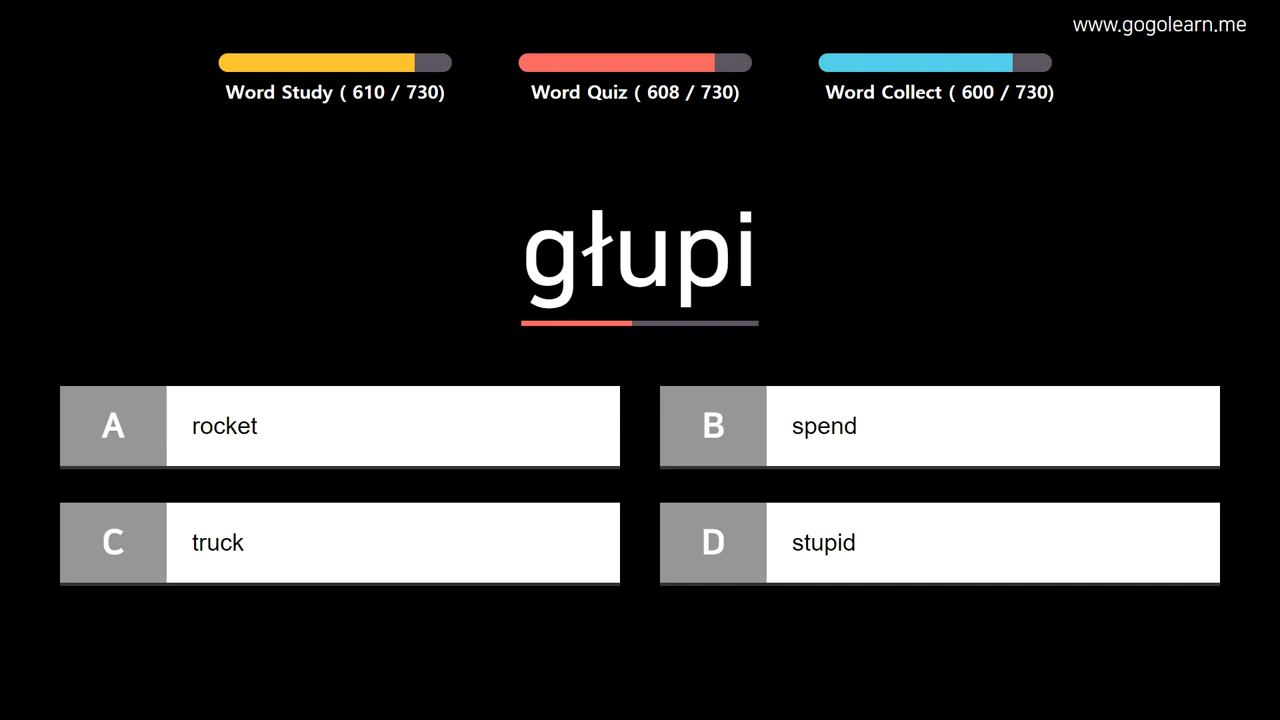 www.gogolearn.me
Word Study ( 610 / 730)
Word Quiz ( 608 / 730)
Word Collect ( 600 / 730)
głupi
A rocket
B spend
C truck
D stupid